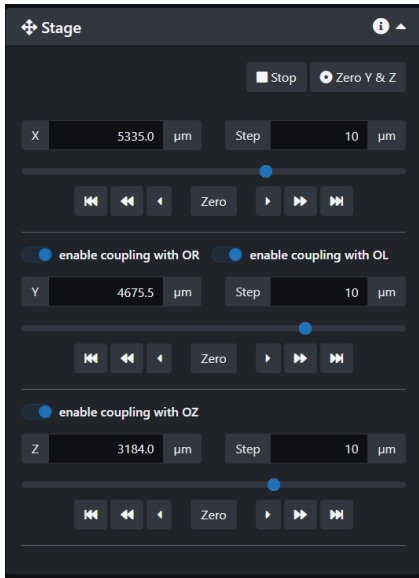 Stage
Stop Zero Y & Z
X 5335.0 µm Step 10 µm
Zero
enable coupling with OR enable coupling with OL
Y 4675.5 µm Step 10 µm
Zero
enable coupling with OZ
Z 3184.0 µm Step 10 µm
Zero